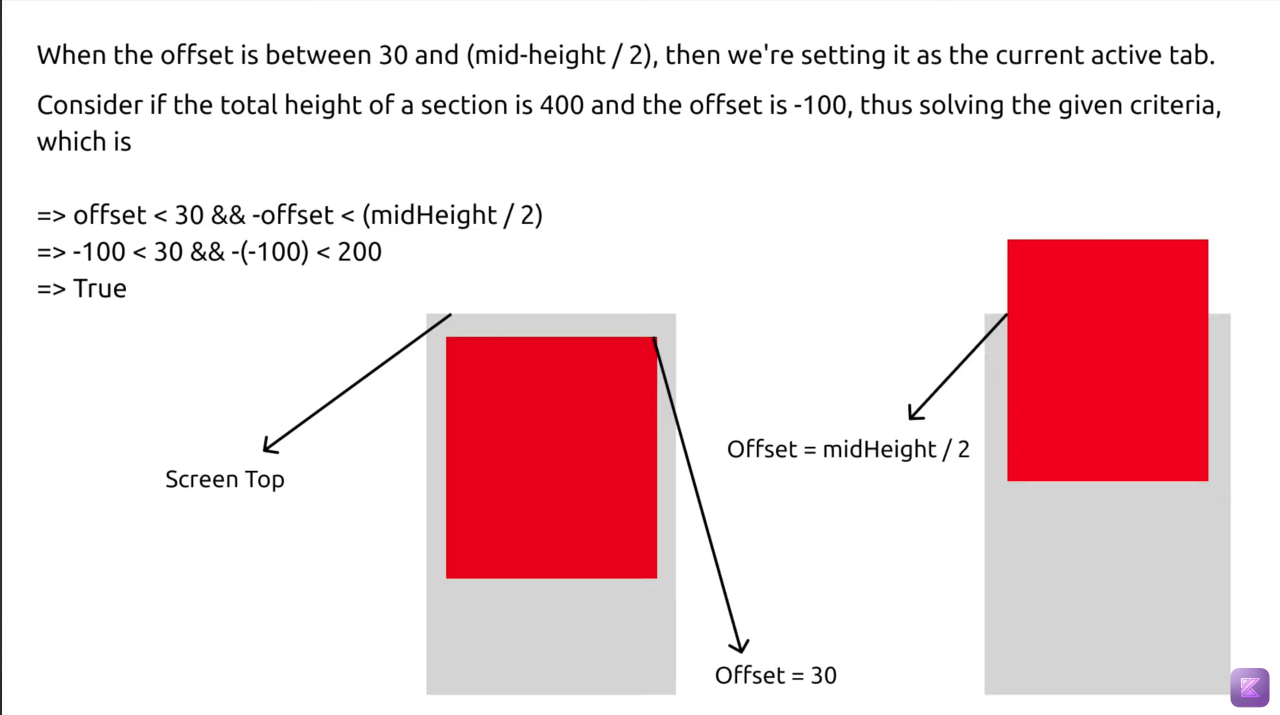 When the offset is between 30 and (mid-height / 2), then we're setting it as the current active tab.
Consider if the total height of a section is 400 and the offset is -100, thus solving the given criteria,
which is
=> offset < 30 && -offset < (midHeight / 2)
=> -100 < 30 && -(-100) < 200
=> True
Offset = midHeight / 2
Screen Top
Offset = 30